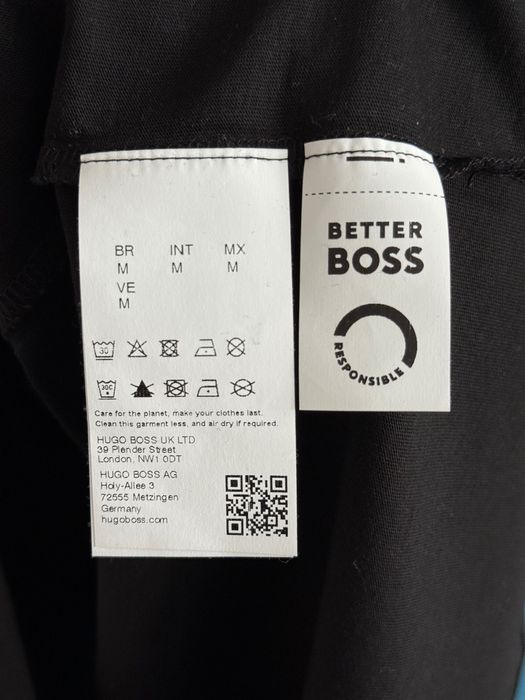 BR INT MX
M M M
VE
M
30
30C
Care for the planet, make your clothes last.
Clean this garment less, and air dry if required.
HUGO BOSS UK LTD
39 Plender Street
London, NW1 0DT
HUGO BOSS AG
Holy-Allee 3
72555 Metzingen
Germany
hugoboss.com
BETTER
BOSS
RESPONSIBLE